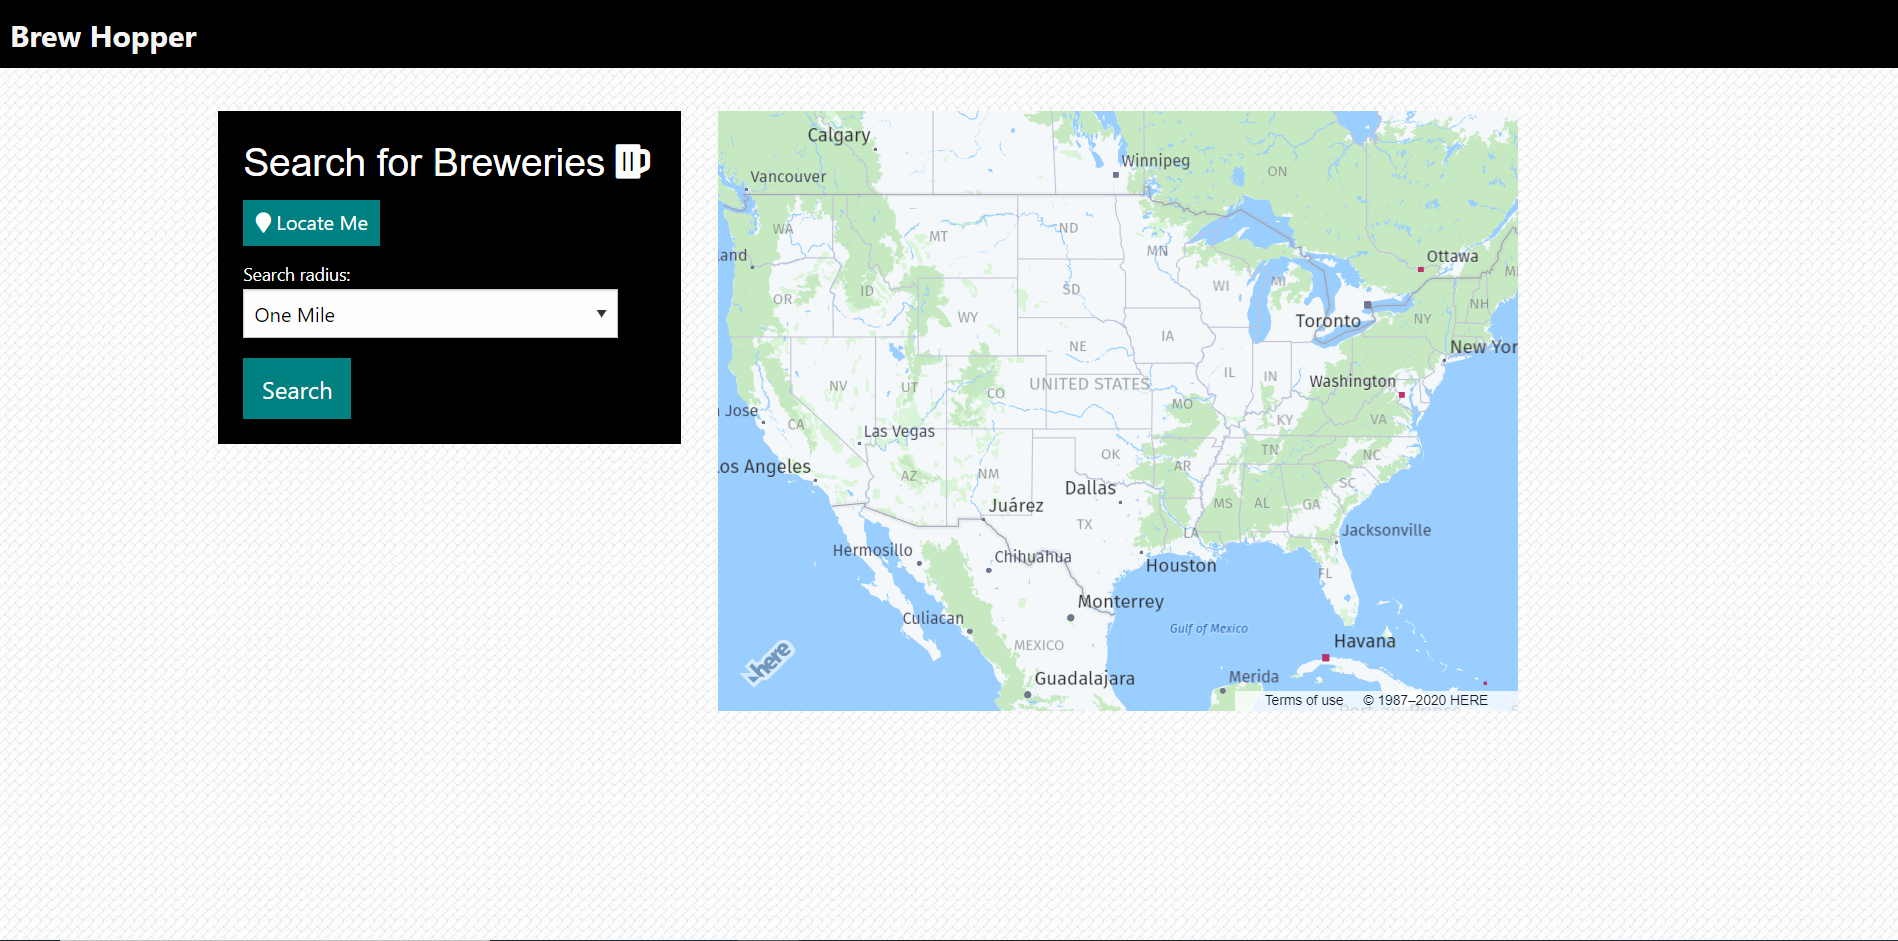 Brew Hopper
Search for Breweries
Locate Me
Search radius:
One Mile
Search
Calgary
Winnipeg
ON
Vancouver
WA
MT
ND
MN
land
Ottawa
OR
ID
SD
WI
MI
NH
WY
Toronto
NY
IA
NE
New Yor
NV
UT
CO
UNITED STATES
IL
IN
Washington
Jose
CA
MO
KY
VA
Las Vegas
OK
TN
NC
os Angeles
AZ
NM
AR
SC
Dallas
Juárez
TX
MS
AL
GA
LA
Jacksonville
Hermosillo
Chihuahua
Houston
FL
Monterrey
Culiacan
Gulf of Mexico
MEXICO
Havana
here
Guadalajara
Merida
Terms of use © 1987–2020 HERE